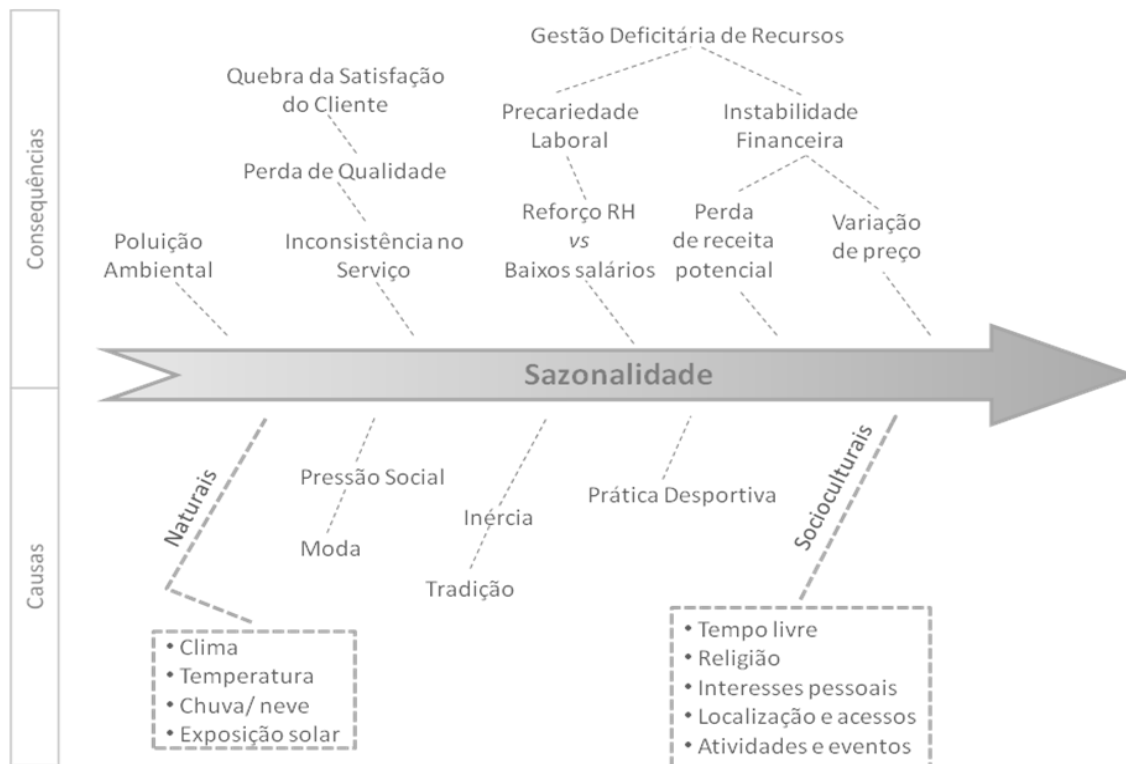 Consequências
Gestão Deficitária de Recursos
Quebra da Satisfação
do Cliente
Precariedade
Laboral
Instabilidade
Financeira
Perda de Qualidade
Poluição
Ambiental
Inconsistência no
Serviço
Reforço RH
vs
Baixos salários
Perda
de receita
potencial
Variação
de preço
Sazonalidade
Causas
Naturais
Pressão Social
Moda
Inércia
Tradição
Prática Desportiva
Socioculturais
• Clima
• Temperatura
• Chuva/ neve
• Exposição solar
• Tempo livre
• Religião
• Interesses pessoais
• Localização e acessos
• Atividades e eventos